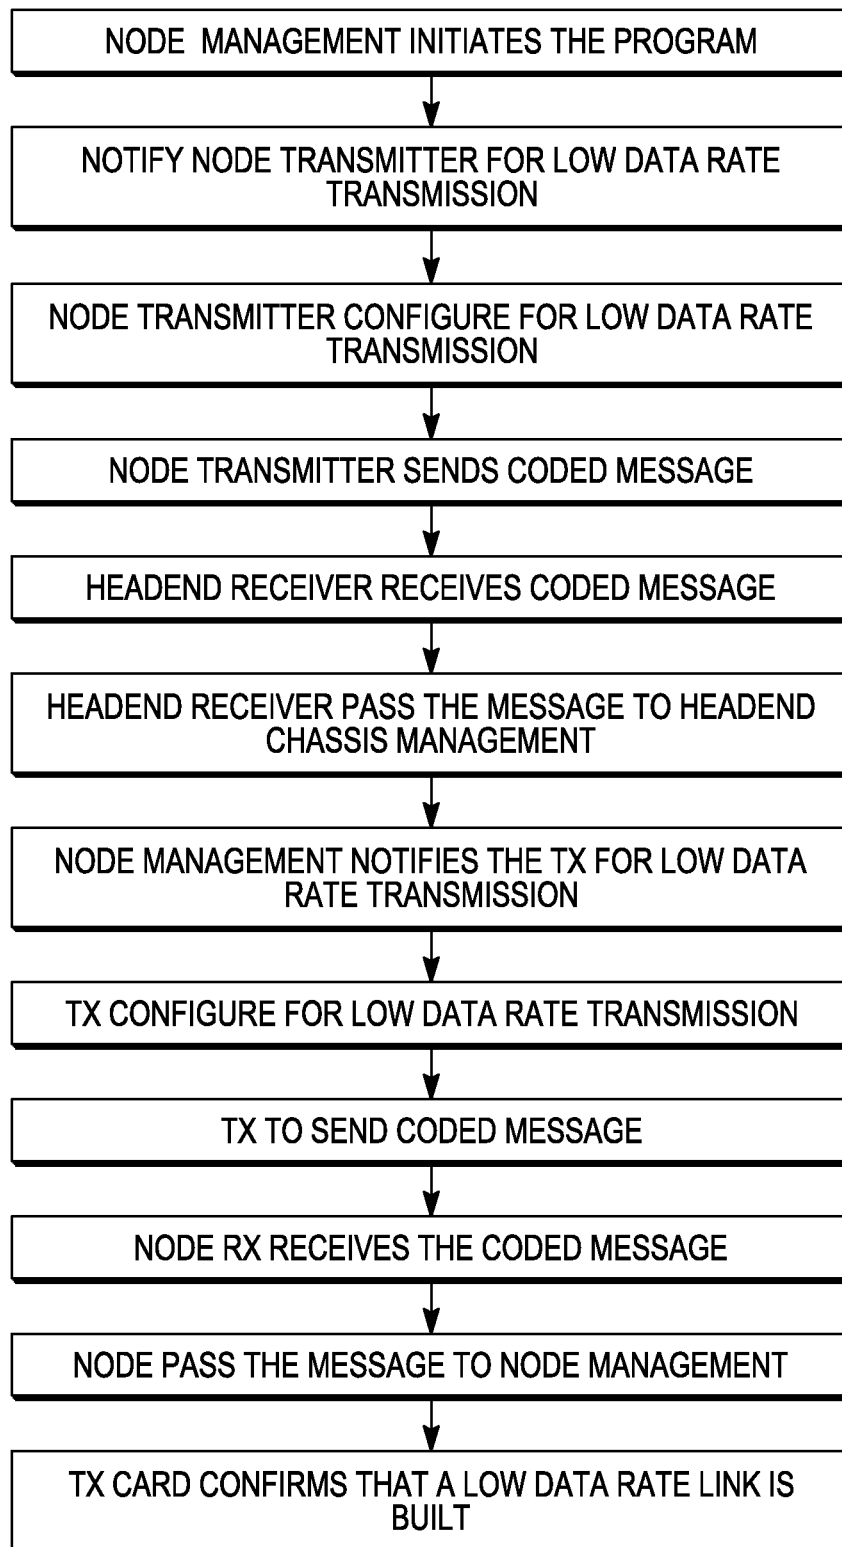 NODE MANAGEMENT INITIATES THE PROGRAM
NOTIFY NODE TRANSMITTER FOR LOW DATA RATE
TRANSMISSION
NODE TRANSMITTER CONFIGURE FOR LOW DATA RATE
TRANSMISSION
NODE TRANSMITTER SENDS CODED MESSAGE
HEADEND RECEIVER RECEIVES CODED MESSAGE
HEADEND RECEIVER PASS THE MESSAGE TO HEADEND
CHASSIS MANAGEMENT
NODE MANAGEMENT NOTIFIES THE TX FOR LOW DATA
RATE TRANSMISSION
TX CONFIGURE FOR LOW DATA RATE TRANSMISSION
TX TO SEND CODED MESSAGE
NODE RX RECEIVES THE CODED MESSAGE
NODE PASS THE MESSAGE TO NODE MANAGEMENT
TX CARD CONFIRMS THAT A LOW DATA RATE LINK IS
BUILT